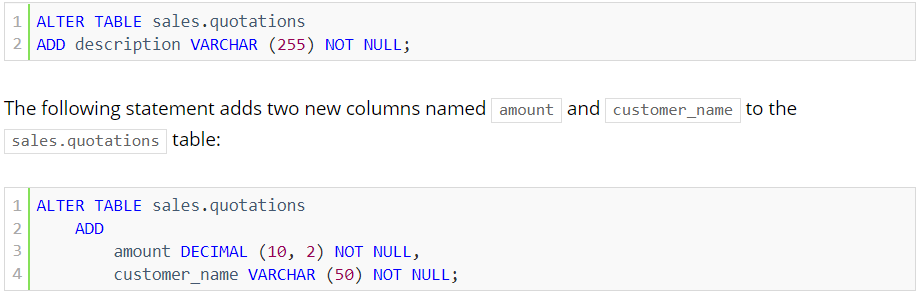 1 ALTER TABLE sales.quotations
2 ADD description VARCHAR (255) NOT NULL;
The following statement adds two new columns named amount and customer_name to the
sales.quotations table:
1 ALTER TABLE sales.quotations
2     ADD
3         amount DECIMAL (10, 2) NOT NULL,
4         customer_name VARCHAR (50) NOT NULL;